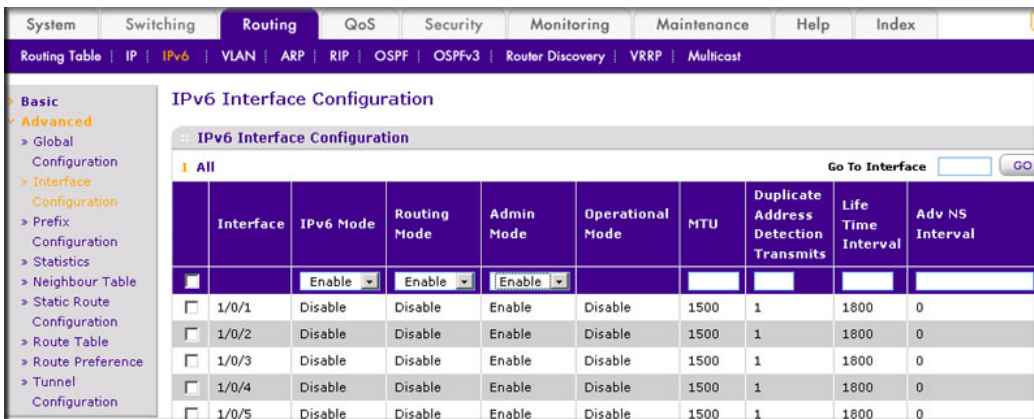 System Switching Routing QoS Security Monitoring Maintenance Help Index
Routing Table IP IPv6 VLAN ARP RIP OSPF OSPFv3 Router Discovery VRRP Multicast
Basic
Advanced
» Global
Configuration
» Interface
Configuration
» Prefix
Configuration
» Statistics
» Neighbour Table
» Static Route
Configuration
» Route Table
» Route Preference
» Tunnel
Configuration
IPv6 Interface Configuration
IPv6 Interface Configuration
1 All Go To Interface GO
Interface IPv6 Mode Routing Mode Admin Mode Operational Mode MTU Duplicate Address Detection Transmits Life Time Interval Adv NS Interval
Enable Enable Enable
1/0/1 Disable Disable Enable Disable 1500 1 1800 0
1/0/2 Disable Disable Enable Disable 1500 1 1800 0
1/0/3 Disable Disable Enable Disable 1500 1 1800 0
1/0/4 Disable Disable Enable Disable 1500 1 1800 0
1/0/5 Disable Disable Enable Disable 1500 1 1800 0